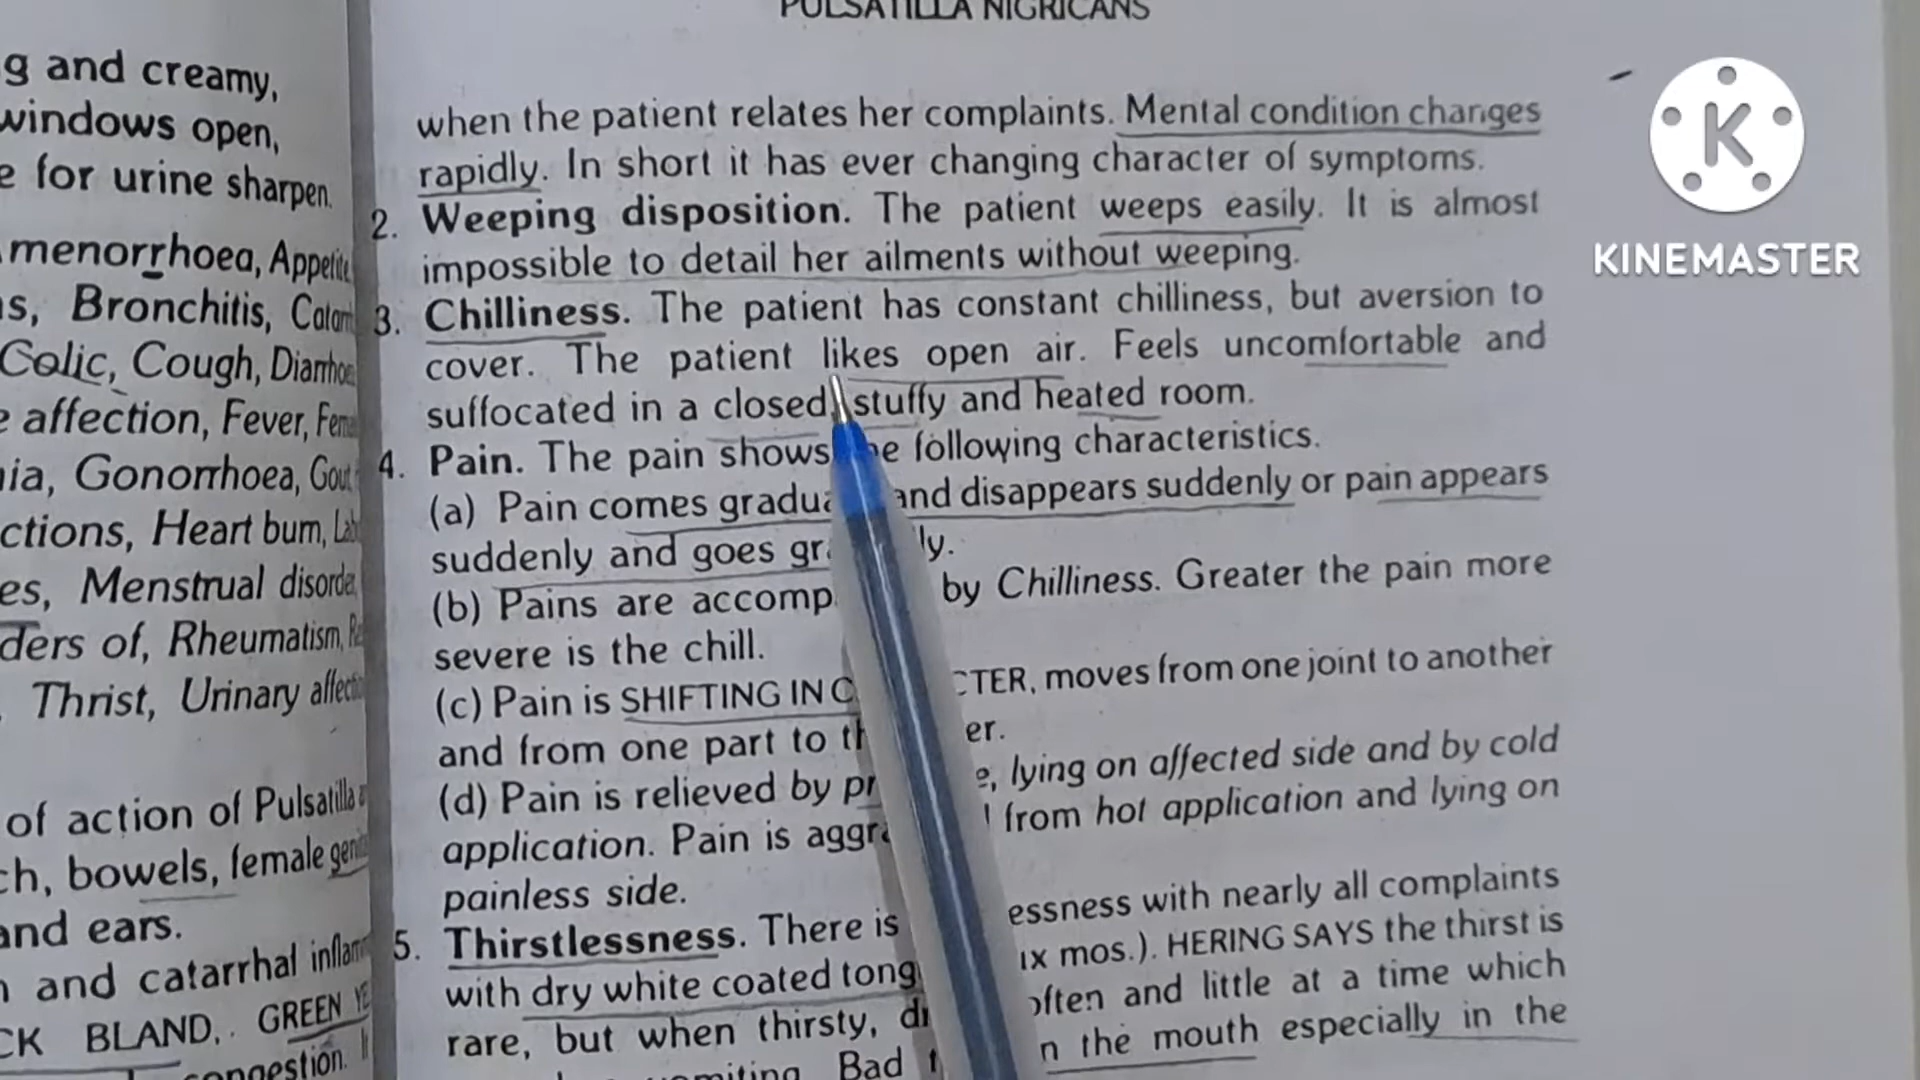 PULSATILLA NIGRICANS
g and creamy,
windows open,
e for urine sharpen.
menorrhoea, Appetite
s, Bronchitis,
Colic, Cough, Diarrhoea
affection, Fever,
ia, Gonorrhoea, Gout
ctions, Heart bum,
es, Menstrual disorder
ders of, Rheumatism,
Thrist, Urinary
of action of Pulsatilla
ch, bowels, female
and ears.
and catarrhal
CK BLAND, GREEN
congestion.
when the patient relates her complaints. Mental condition changes
rapidly. In short it has ever changing character of symptoms.
2. Weeping disposition. The patient weeps easily. It is almost
impossible to detail her ailments without weeping.
3. Chilliness. The patient has constant chilliness, but aversion to
cover. The patient likes open air. Feels uncomfortable and
suffocated in a closed, stuffy and heated room.
4. Pain. The pain shows he following characteristics.
(a) Pain comes gradua and disappears suddenly or pain appears
suddenly and goes gr ly.
(b) Pains are accomp by Chilliness. Greater the pain more
severe is the chill.
(c) Pain is SHIFTING IN C CTER, moves from one joint to another
and from one part to th er.
(d) Pain is relieved by pr e, lying on affected side and by cold
application. Pain is aggra from hot application and lying on
painless side.
5. Thirstlessness. There is essness with nearly all complaints
with dry white coated tong ux mos.). HERING SAYS the thirst is
rare, but when thirsty, dr often and little at a time which
vomiting. Bad t n the mouth especially in the
KINEMASTER